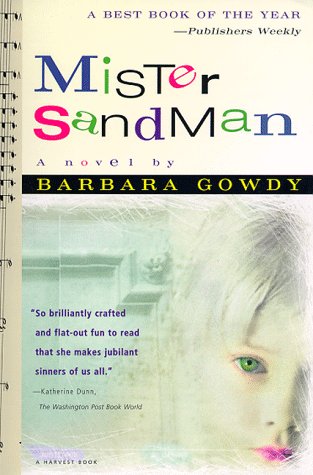 A BEST BOOK OF THE YEAR
—Publishers Weekly
MisTer
SandMan
A novel by
BARBARA GOWDY
"So brilliantly crafted
and flat-out fun to read
that she makes jubilant
sinners of us all."
—Katherine Dunn,
The Washington Post Book World
A HARVEST BOOK